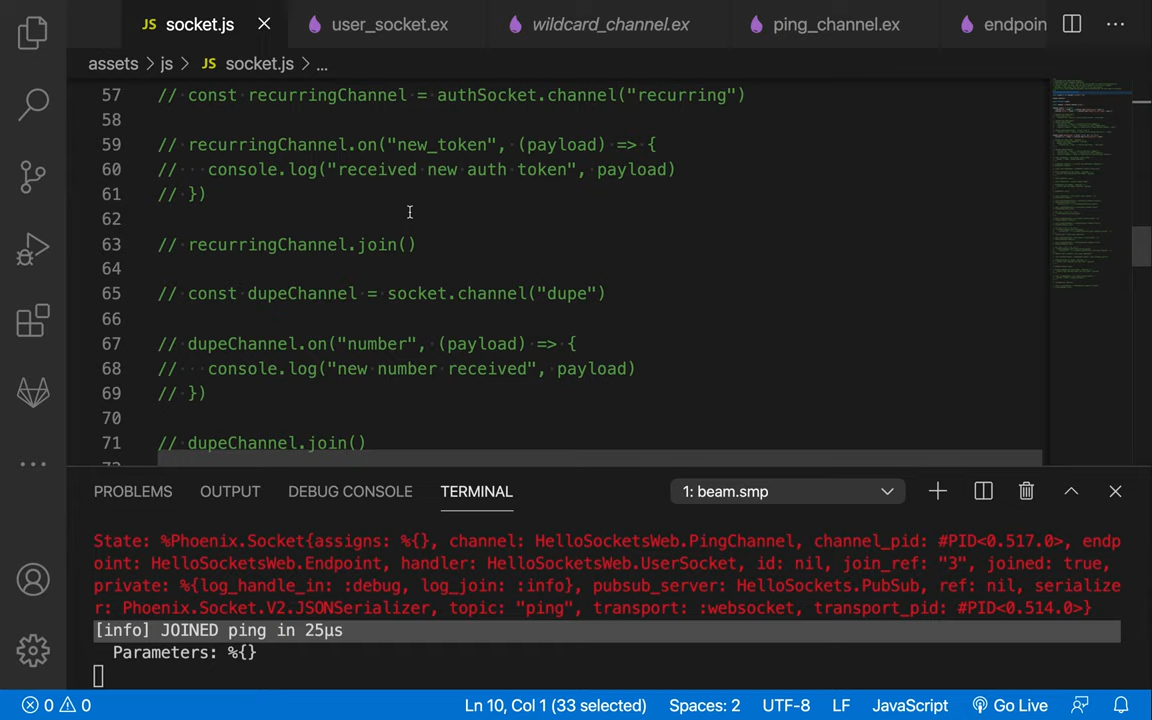 JS socket.js
user_socket.ex
wildcard_channel.ex
ping_channel.ex
endpoin
assets > js > JS socket.js > ...
57 // const recurringChannel = authSocket.channel("recurring")
58
59 // recurringChannel.on("new_token", (payload) => {
60 //   console.log("received new auth token", payload)
61 // })
62
63 // recurringChannel.join()
64
65 // const dupeChannel = socket.channel("dupe")
66
67 // dupeChannel.on("number", (payload) => {
68 //   console.log("new number received", payload)
69 // })
70
71 // dupeChannel.join()
PROBLEMS OUTPUT DEBUG CONSOLE TERMINAL 1: beam.smp
State: %Phoenix.Socket{assigns: %{}, channel: HelloSocketsWeb.PingChannel, channel_pid: #PID<0.517.0>, endp
oint: HelloSocketsWeb.Endpoint, handler: HelloSocketsWeb.UserSocket, id: nil, join_ref: "3", joined: true,
private: %{log_handle_in: :debug, log_join: :info}, pubsub_server: HelloSockets.PubSub, ref: nil, serialize
r: Phoenix.Socket.V2.JSONSerializer, topic: "ping", transport: :websocket, transport_pid: #PID<0.514.0>}
[info] JOINED ping in 25µs
  Parameters: %{}
0 0 Ln 10, Col 1 (33 selected) Spaces: 2 UTF-8 LF JavaScript Go Live